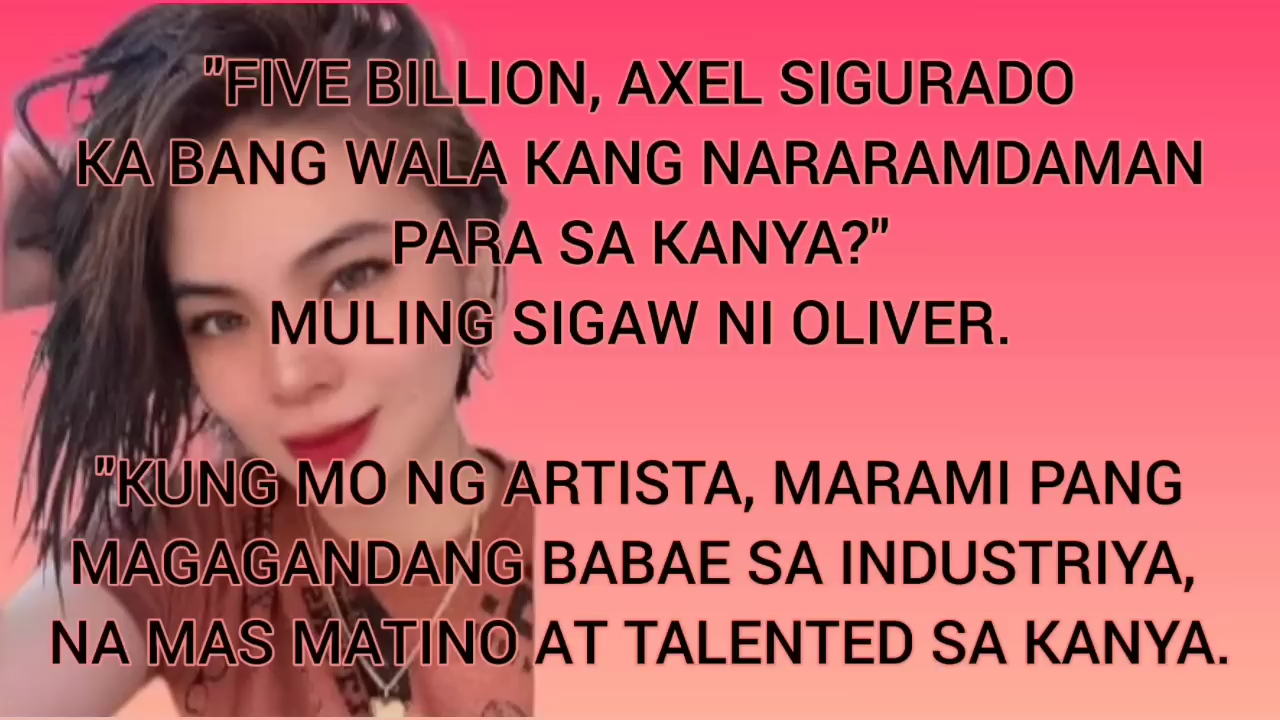 "FIVE BILLION, AXEL SIGURADO
KA BANG WALA KANG NARARAMDAMAN
PARA SA KANYA?"
MULING SIGAW NI OLIVER.
"KUNG MO NG ARTISTA, MARAMI PANG
MAGAGANDANG BABAE SA INDUSTRIYA,
NA MAS MATINO AT TALENTED SA KANYA.